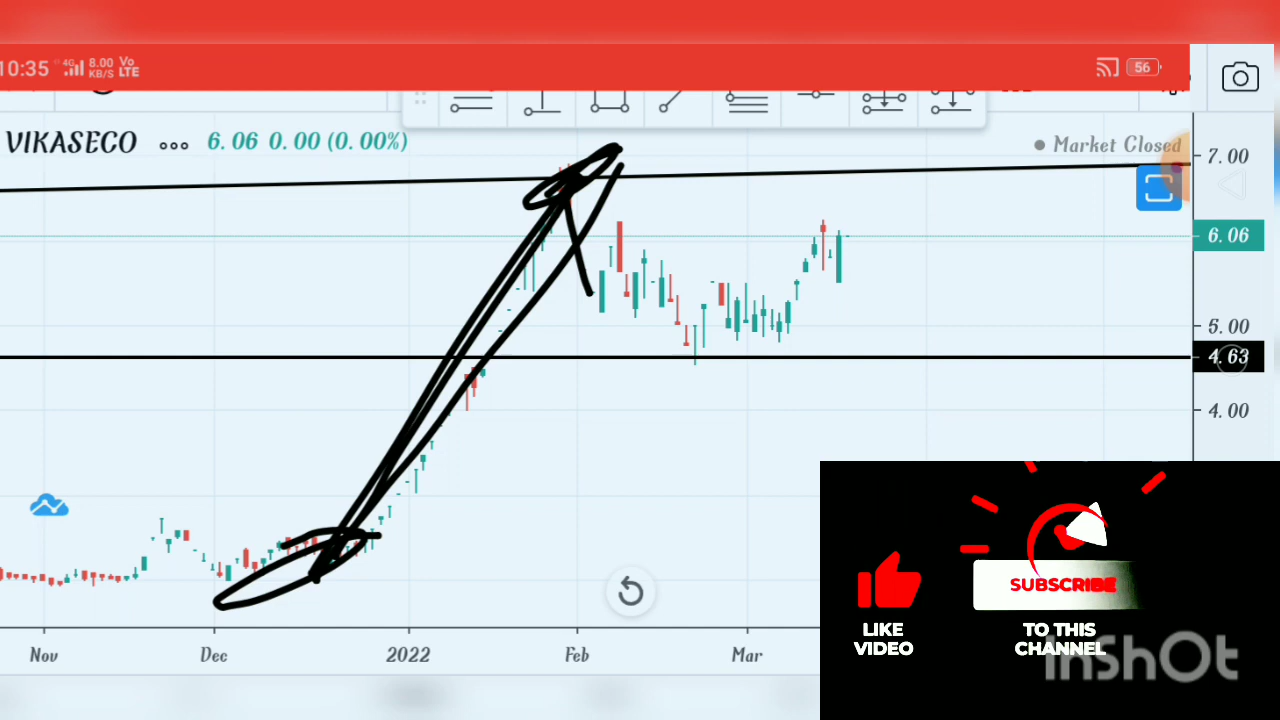 10:35 4G 8.00 KB/S Vo LTE 56
VIKASECO 6.06 0.00 (0.00%)
Market Closed
7.00
6.06
5.00
4.63
4.00
SUBSCRIBE
LIKE VIDEO
TO THIS CHANNEL
InShOt
Nov Dec 2022 Feb Mar